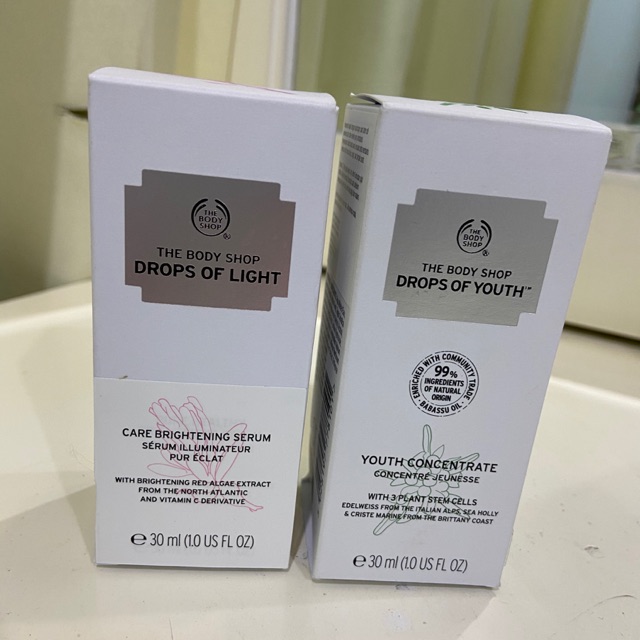 THE
BODY
SHOP
®
THE BODY SHOP
DROPS OF LIGHT
CARE BRIGHTENING SERUM
SÉRUM ILLUMINATEUR
PUR ÉCLAT
WITH BRIGHTENING RED ALGAE EXTRACT
FROM THE NORTH ATLANTIC
AND VITAMIN C DERIVATIVE
e 30 ml (1.0 US FL OZ)
THE
BODY
SHOP
®
THE BODY SHOP
DROPS OF YOUTH™
ENRICHED WITH COMMUNITY TRADE
99%
INGREDIENTS
OF NATURAL
ORIGIN
BABASSU OIL
YOUTH CONCENTRATE
CONCENTRÉ JEUNESSE
WITH 3 PLANT STEM CELLS
EDELWEISS FROM THE ITALIAN ALPS, SEA HOLLY
& CRISTE MARINE FROM THE BRITTANY COAST
e 30 ml (1.0 US FL OZ)